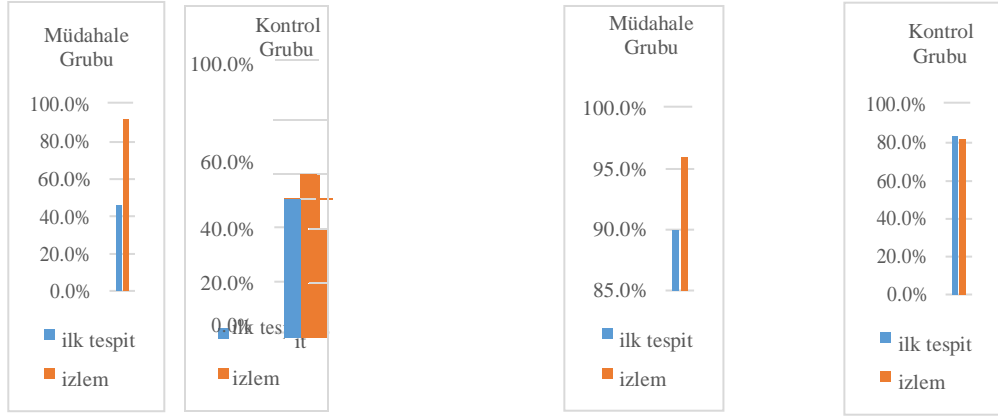 Müdahale
Grubu
100.0%
80.0%
60.0%
40.0%
20.0%
0.0%
ilk tespit
izlem
Kontrol
Grubu
100.0%
60.0%
40.0%
20.0%
0.0%
ilk tesp
it
izlem
Müdahale
Grubu
100.0%
95.0%
90.0%
85.0%
ilk tespit
izlem
Kontrol
Grubu
100.0%
80.0%
60.0%
40.0%
20.0%
0.0%
ilk tespit
izlem